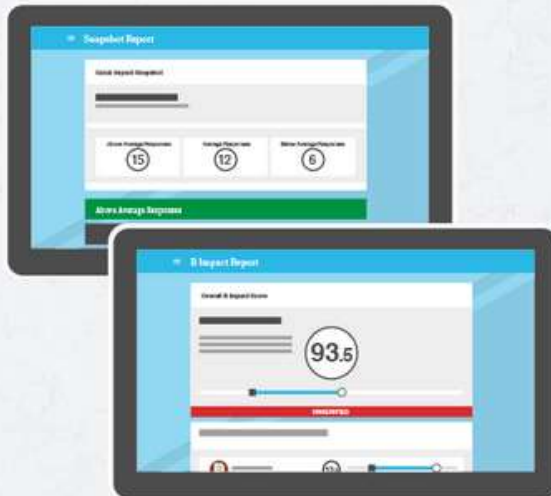 Snapshot Report
Quick Impact Snapshot
Above Average Responses
Average Responses
Below Average Responses
15
12
6
Above Average Responses
B Impact Report
Overall B Impact Score
93.5